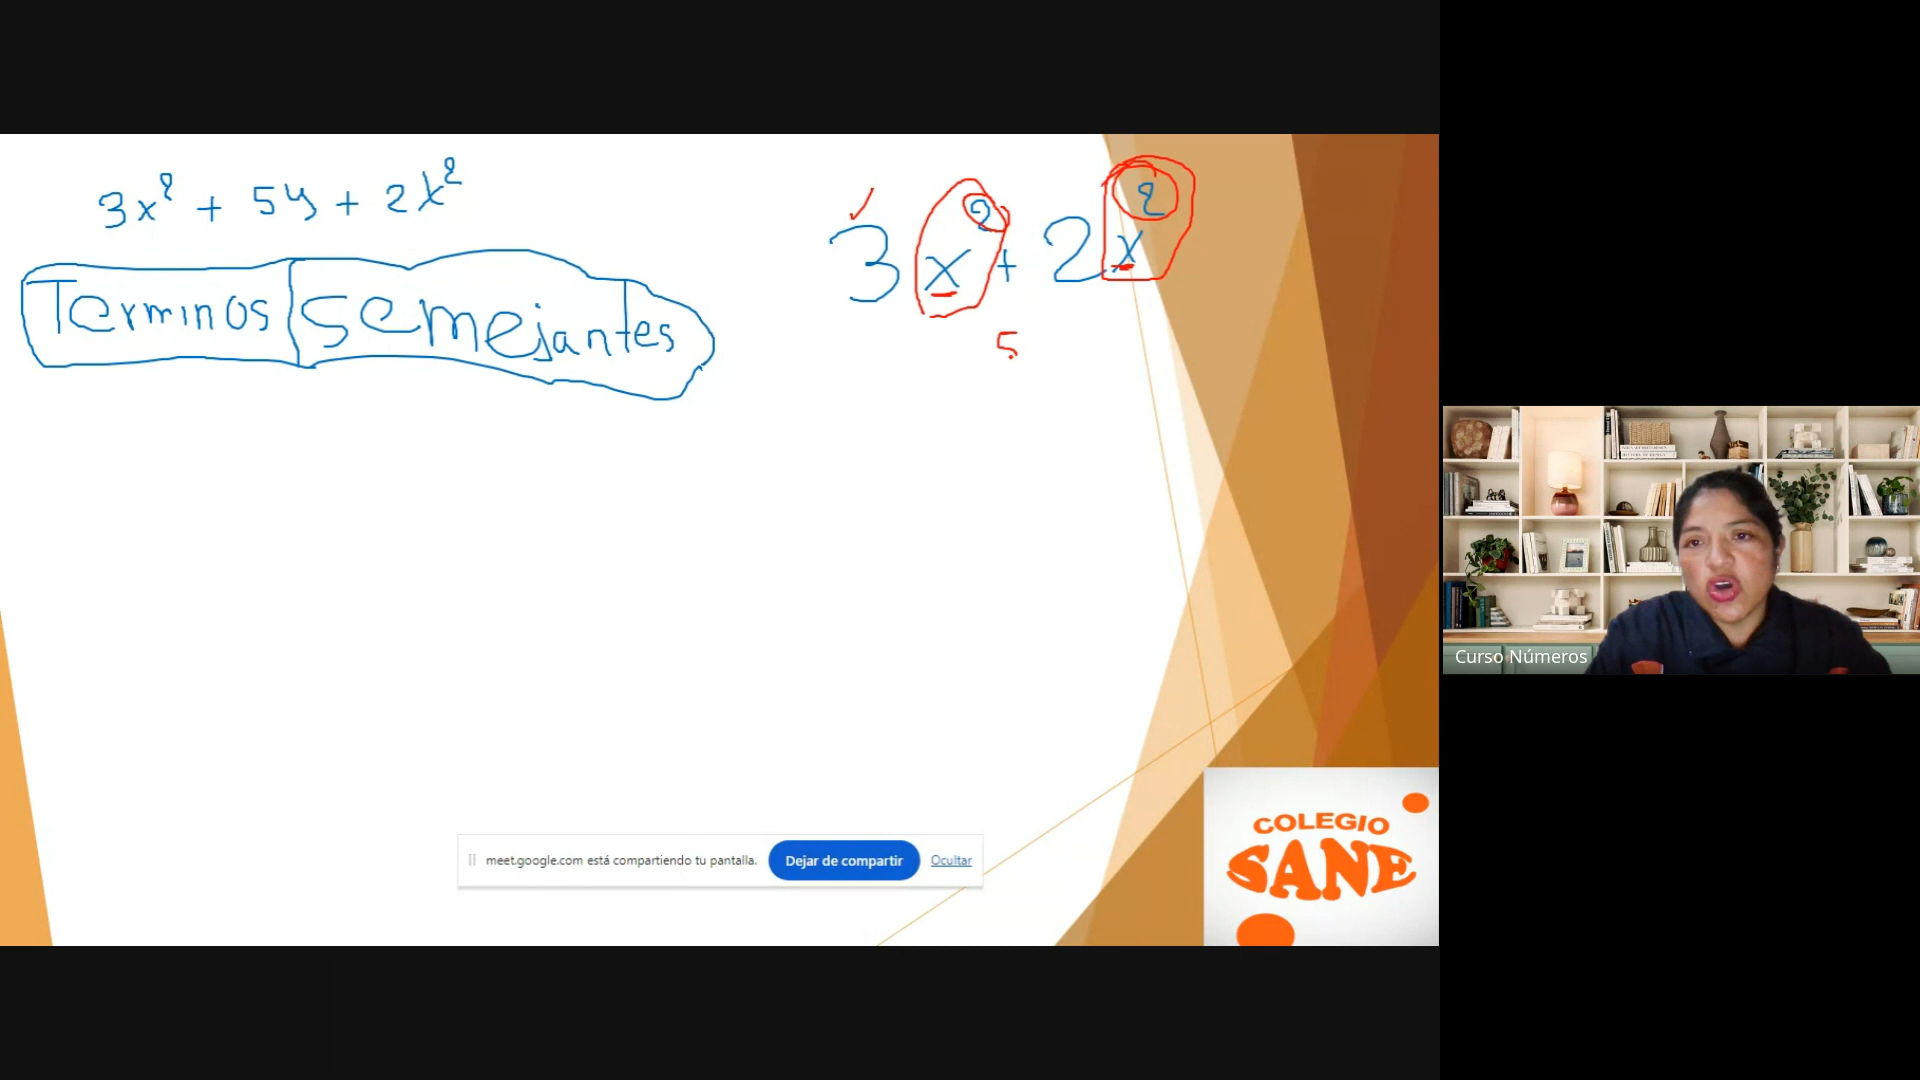 3x² + 5y + 2x²
Terminos semejantes
3x² + 2x²
5
meet.google.com está compartiendo tu pantalla.
Dejar de compartir
Ocultar
COLEGIO
SANE
Curso Números